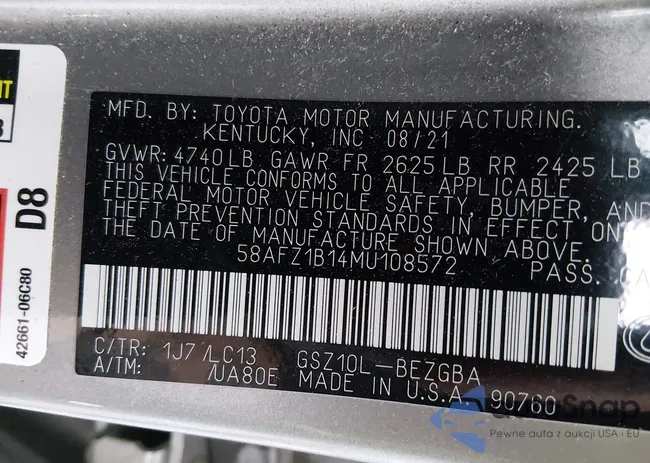 MFD. BY: TOYOTA MOTOR MANUFACTURING.
KENTUCKY, INC 08/21
GVWR: 4740LB GAWR FR 2625LB RR 2425 LB
THIS VEHICLE CONFORMS TO ALL APPLICABLE
FEDERAL MOTOR VEHICLE SAFETY, BUMPER, AND
THEFT PREVENTION STANDARDS IN EFFECT ON
THE DATE OF MANUFACTURE SHOWN ABOVE.
58AFZ1B14MU108572 PASS. CA
C/TR: 1J7 /LC13 GSZ10L-BEZGBA
A/TM: /UA80E MADE IN U.S.A. 90760
D8
42661-06C80
Pewne auta z aukcji USA i EU